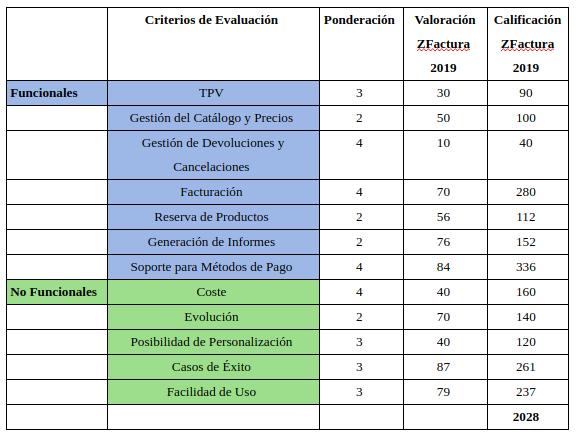 Criterios de Evaluación Ponderación Valoración ZFactura 2019 Calificación ZFactura 2019
Funcionales TPV 3 30 90
Gestión del Catálogo y Precios 2 50 100
Gestión de Devoluciones y Cancelaciones 4 10 40
Facturación 4 70 280
Reserva de Productos 2 56 112
Generación de Informes 2 76 152
Soporte para Métodos de Pago 4 84 336
No Funcionales Coste 4 40 160
Evolución 2 70 140
Posibilidad de Personalización 3 40 120
Casos de Éxito 3 87 261
Facilidad de Uso 3 79 237
2028